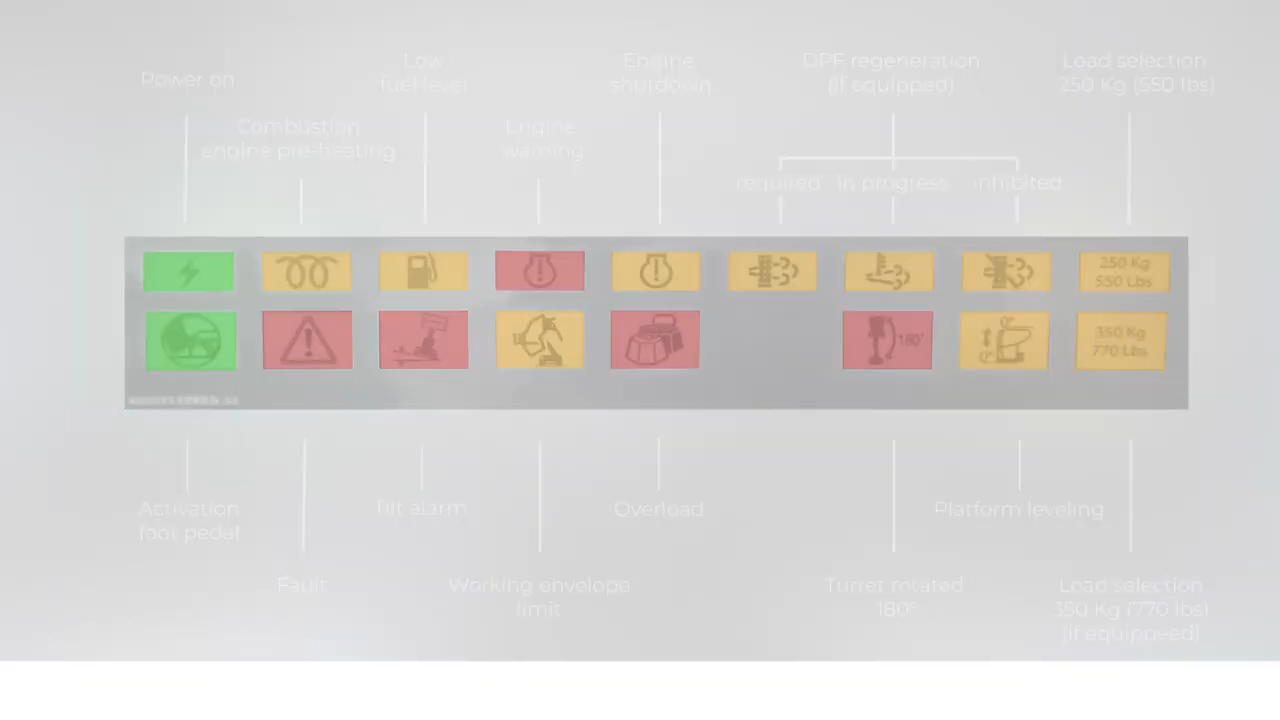 Power on
Low
fuel level
Engine
shutdown
DPF regeneration
(if equipped)
Load selection
250 Kg (550 lbs)
Combustion
engine pre-heating
Engine
warning
required
in progress
inhibited
250 Kg
550 Lbs
180°
350 Kg
770 Lbs
Activation
foot pedal
Tilt alarm
Overload
Platform leveling
Fault
Working envelope
limit
Turret rotated
180°
Load selection
350 Kg (770 lbs)
(if equippeed)